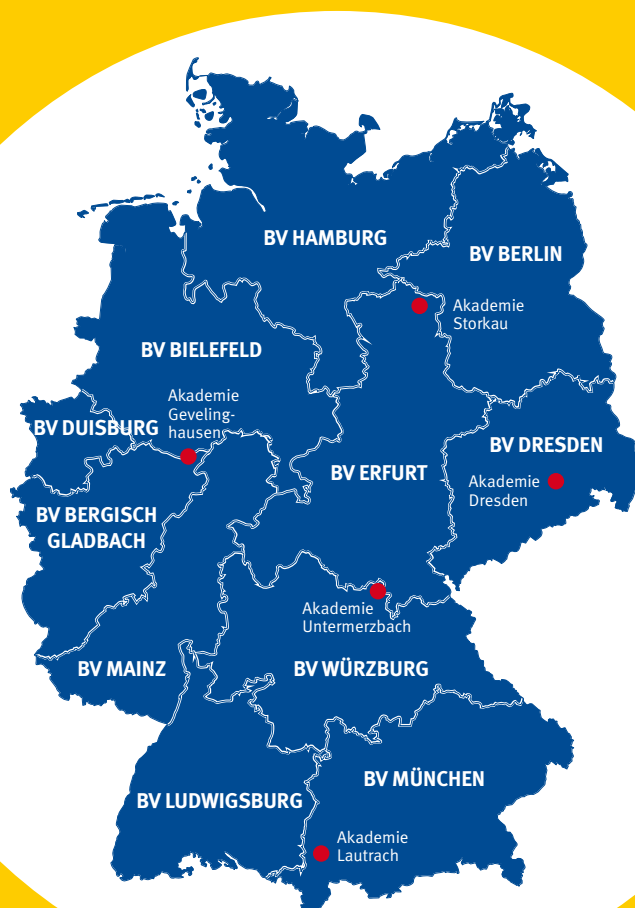 BV HAMBURG
BV BERLIN
Akademie
Storkau
BV BIELEFELD
Akademie
Geveling-
hausen
BV DUISBURG
BV DRESDEN
BV ERFURT
Akademie
Dresden
BV BERGISCH
GLADBACH
Akademie
Untermerzbach
BV MAINZ
BV WÜRZBURG
BV MÜNCHEN
BV LUDWIGSBURG
Akademie
Lautrach